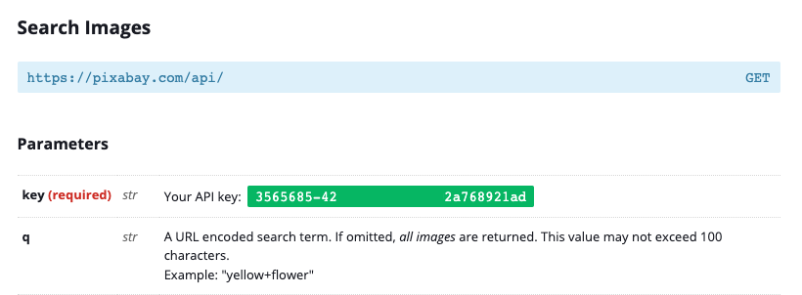 Search Images
https://pixabay.com/api/ GET
Parameters
key (required) str Your API key: 3565685-42 2a768921ad
q str A URL encoded search term. If omitted, all images are returned. This value may not exceed 100
characters.
Example: "yellow+flower"